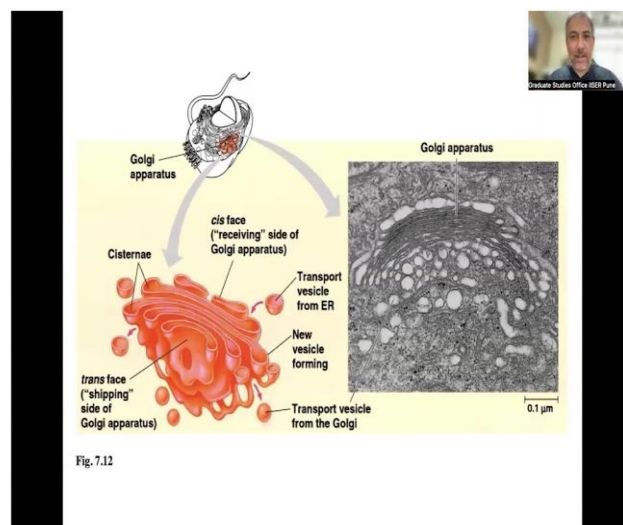 Graduate Studies Office IISER Pune
Golgi apparatus
Golgi
apparatus
cis face
("receiving" side of
Golgi apparatus)
Cisternae
Transport
vesicle
from ER
New
vesicle
forming
trans face
("shipping"
side of
Golgi apparatus)
Transport vesicle
from the Golgi
0.1 µm
Fig. 7.12